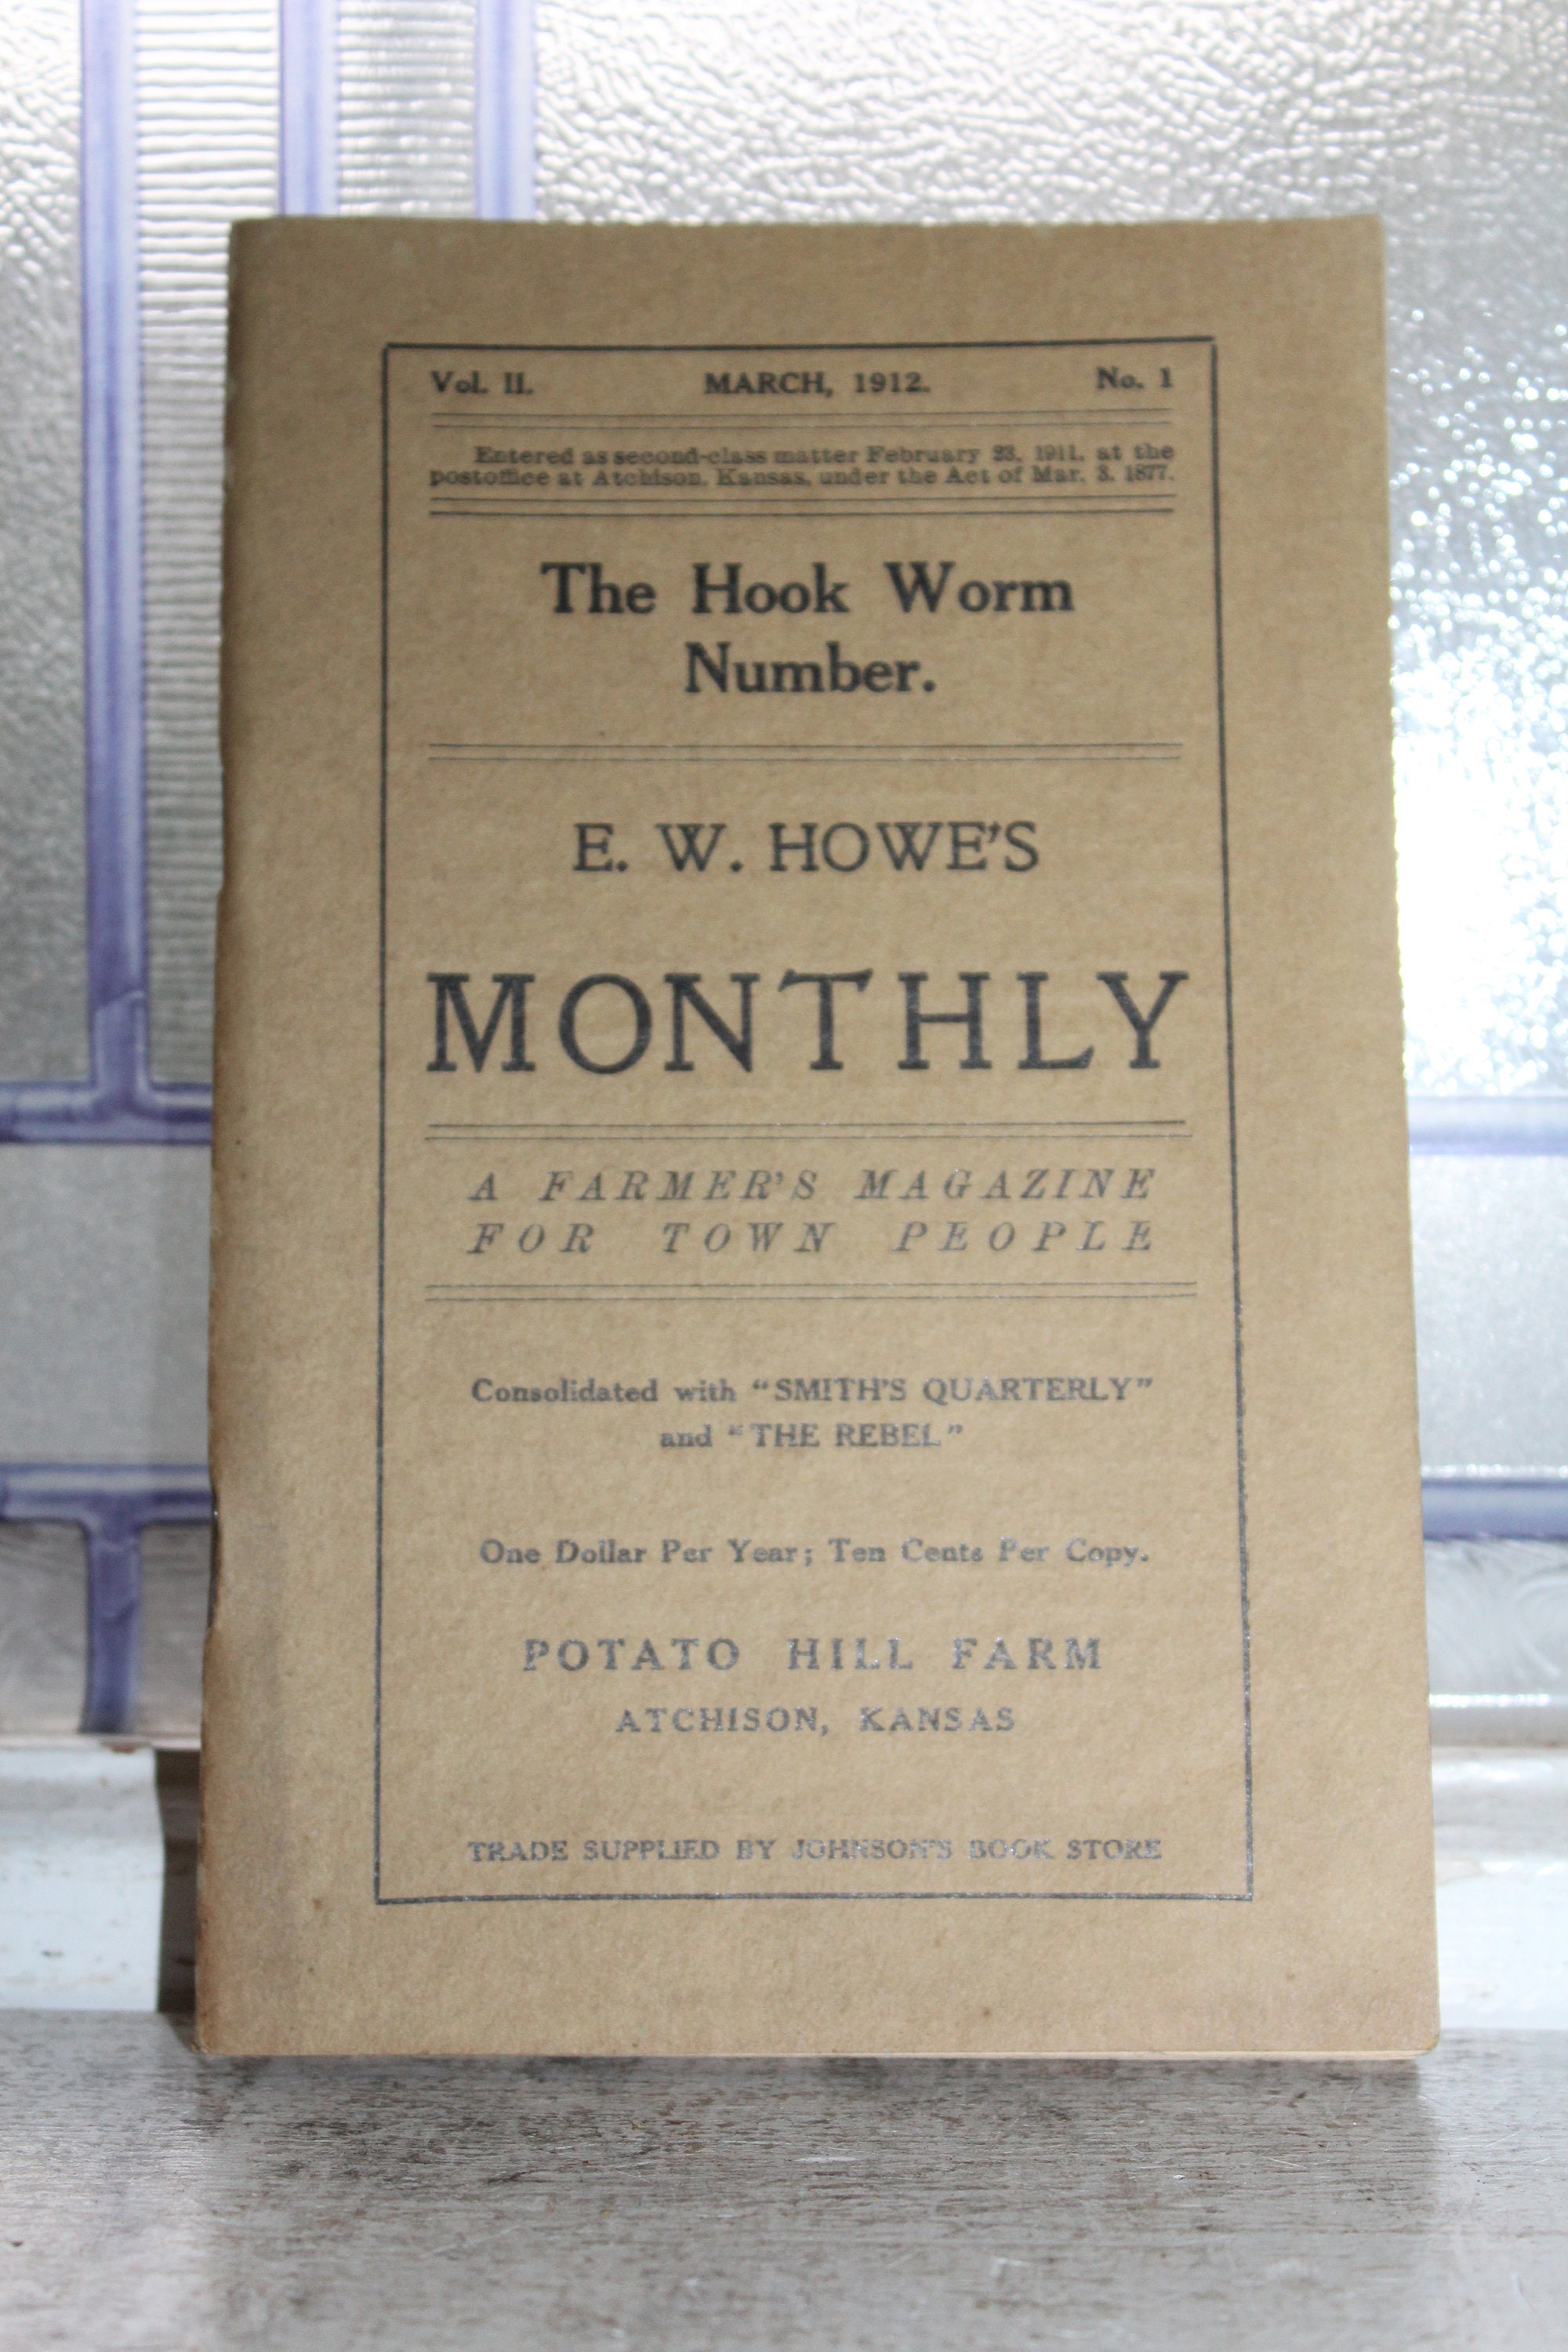 Vol. II. MARCH, 1912. No. 1
Entered as second-class matter February 23, 1911, at the
postoffice at Atchison, Kansas, under the Act of Mar. 3, 1877.
The Hook Worm
Number.
E. W. HOWE'S
MONTHLY
A FARMER'S MAGAZINE
FOR TOWN PEOPLE
Consolidated with "SMITH'S QUARTERLY"
and "THE REBEL"
One Dollar Per Year; Ten Cents Per Copy.
POTATO HILL FARM
ATCHISON, KANSAS
TRADE SUPPLIED BY JOHNSON'S BOOK STORE